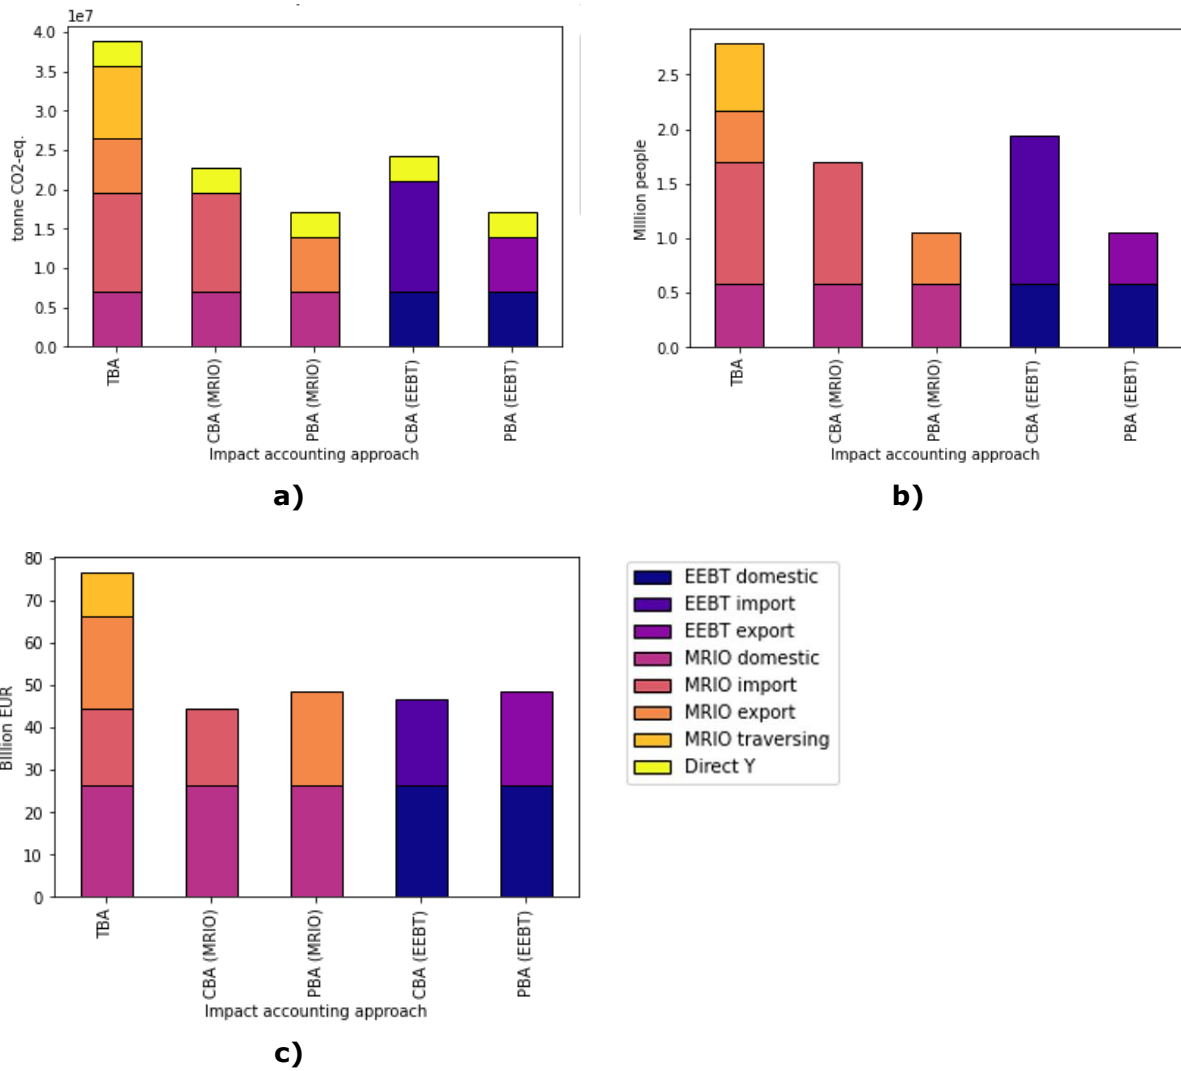 1e7
4.0
3.5
3.0
2.5
2.0
1.5
1.0
0.5
0.0
tonne CO2-eq.
TBA
CBA (MRIO)
PBA (MRIO)
CBA (EEBT)
PBA (EEBT)
Impact accounting approach
a)
2.5
2.0
1.5
1.0
0.5
0.0
Million people
TBA
CBA (MRIO)
PBA (MRIO)
CBA (EEBT)
PBA (EEBT)
Impact accounting approach
b)
80
70
60
50
40
30
20
10
0
Billion EUR
TBA
CBA (MRIO)
PBA (MRIO)
CBA (EEBT)
PBA (EEBT)
Impact accounting approach
c)
EEBT domestic
EEBT import
EEBT export
MRIO domestic
MRIO import
MRIO export
MRIO traversing
Direct Y